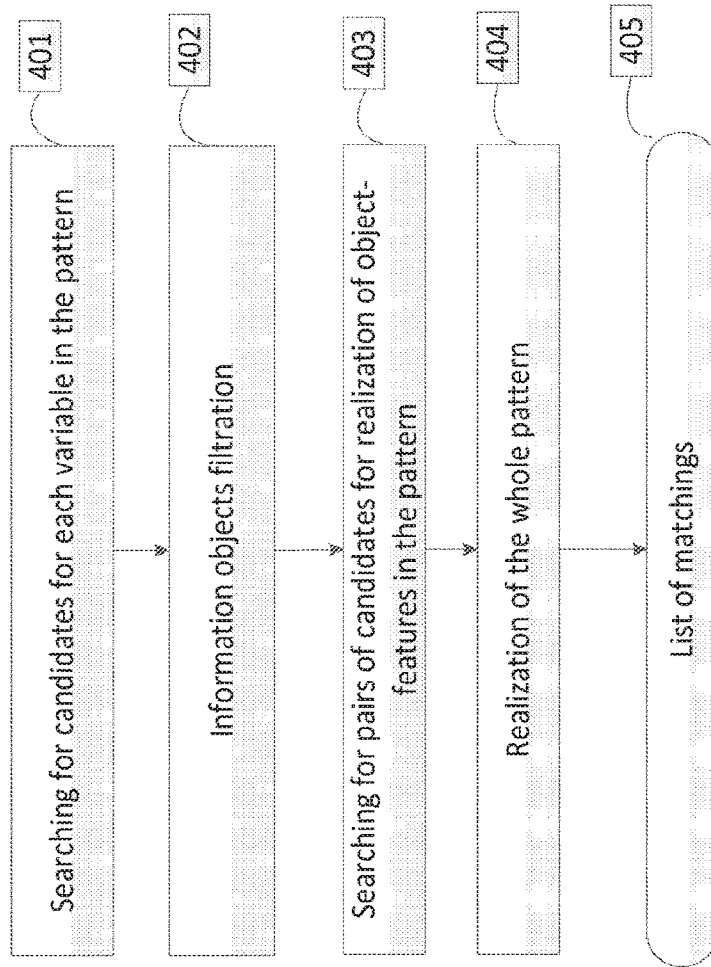 401
Searching for candidates for each variable in the pattern
402
Information objects filtration
403
Searching for pairs of candidates for realization of object-
features in the pattern
404
Realization of the whole pattern
405
List of matchings